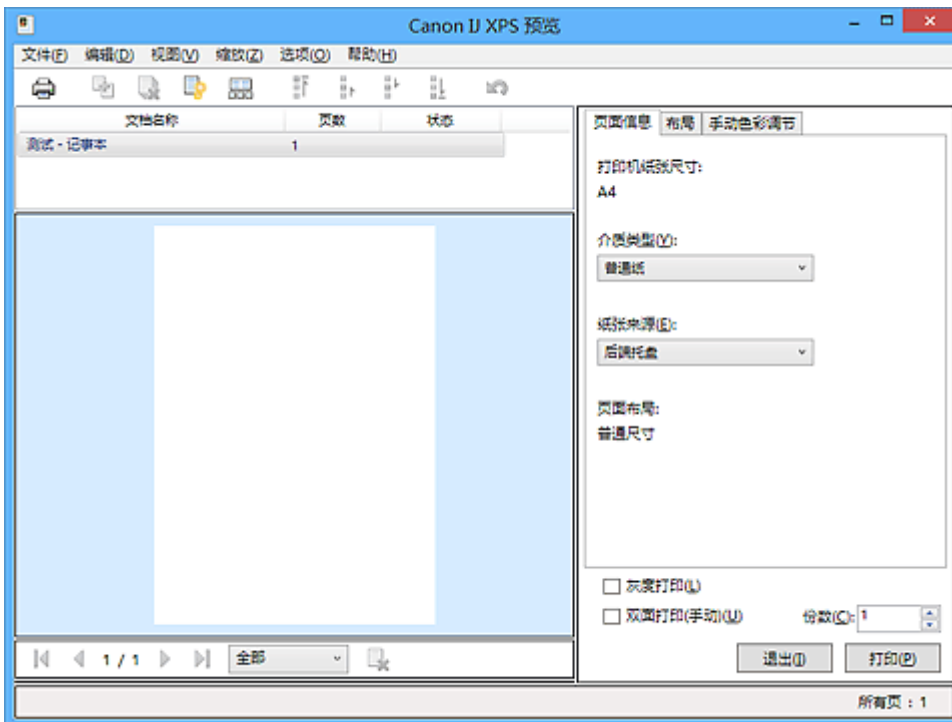 Canon IJ XPS 预览
文件(F) 编辑(D) 视图(V) 缩放(Z) 选项(O) 帮助(H)
文档名称 页数 状态
测试 - 记事本 1
页面信息 布局 手动色彩调节
打印机纸张尺寸:
A4
介质类型(Y):
普通纸
纸张来源(E):
后端托盘
页面布局:
普通尺寸
灰度打印(L)
双面打印(手动)(U) 份数(C): 1
1 / 1 全部
退出(I) 打印(P)
所有页 : 1